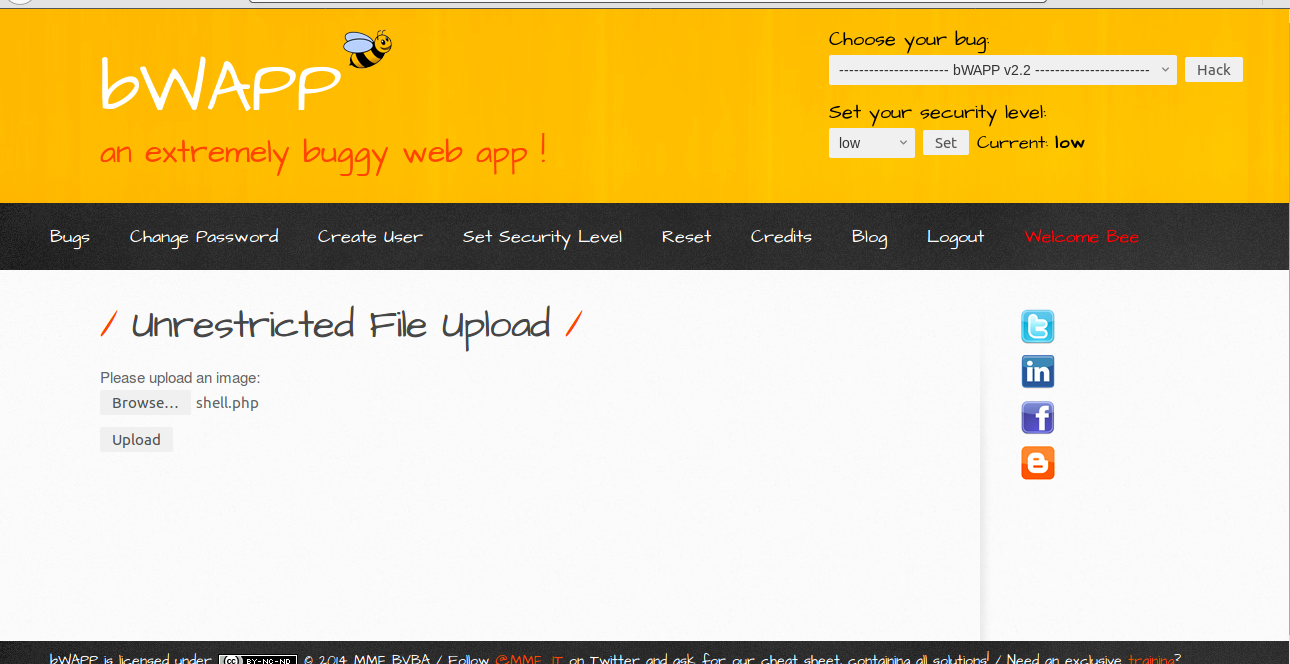 bWAPP
an extremely buggy web app !
Choose your bug:
---------------------- bWAPP v2.2 -----------------------
Hack
Set your security level:
low
Set
Current: low
Bugs
Change Password
Create User
Set Security Level
Reset
Credits
Blog
Logout
Welcome Bee
/ Unrestricted File Upload /
Please upload an image:
Browse...
shell.php
Upload
bWAPP is licensed under
cc
BY-NC-ND
© 2014 MME BVBA / Follow @MME_IT on Twitter and ask for our cheat sheet, containing all solutions! / Need an exclusive training?